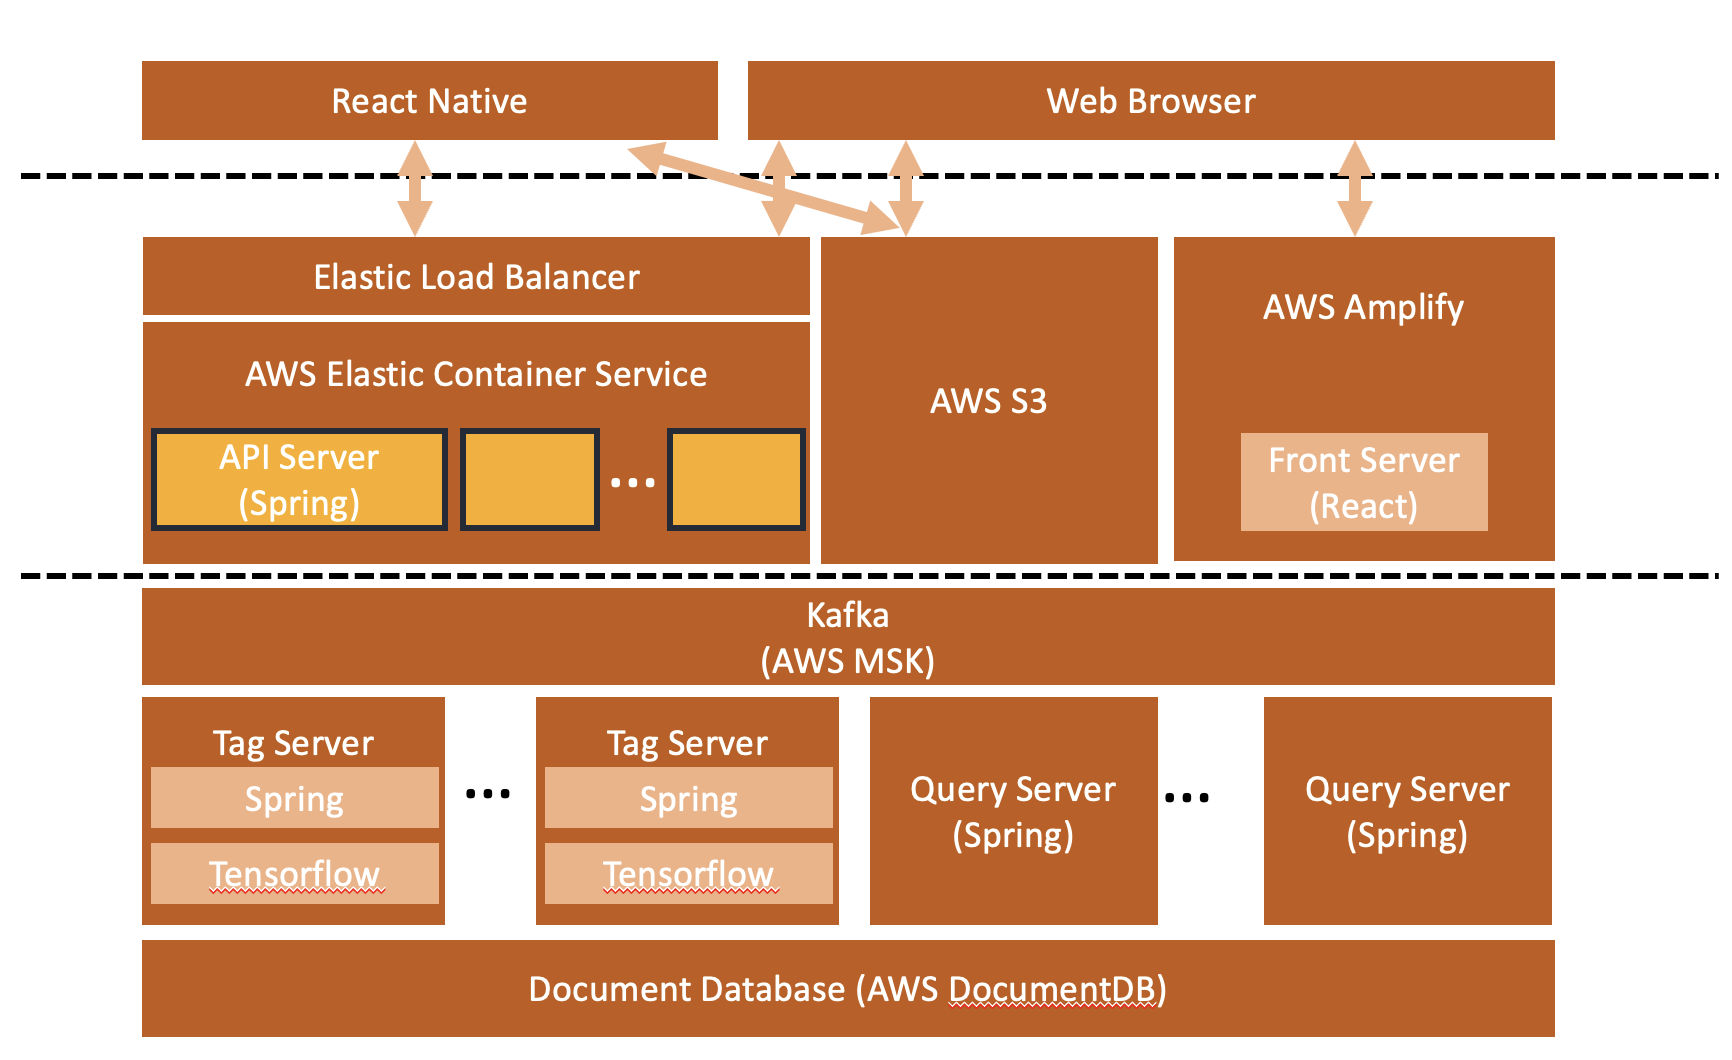 React Native
Web Browser
Elastic Load Balancer
AWS Elastic Container Service
API Server
(Spring)
...
AWS S3
AWS Amplify
Front Server
(React)
Kafka
(AWS MSK)
Tag Server
Spring
Tensorflow
...
Tag Server
Spring
Tensorflow
Query Server
(Spring)
...
Query Server
(Spring)
Document Database (AWS DocumentDB)